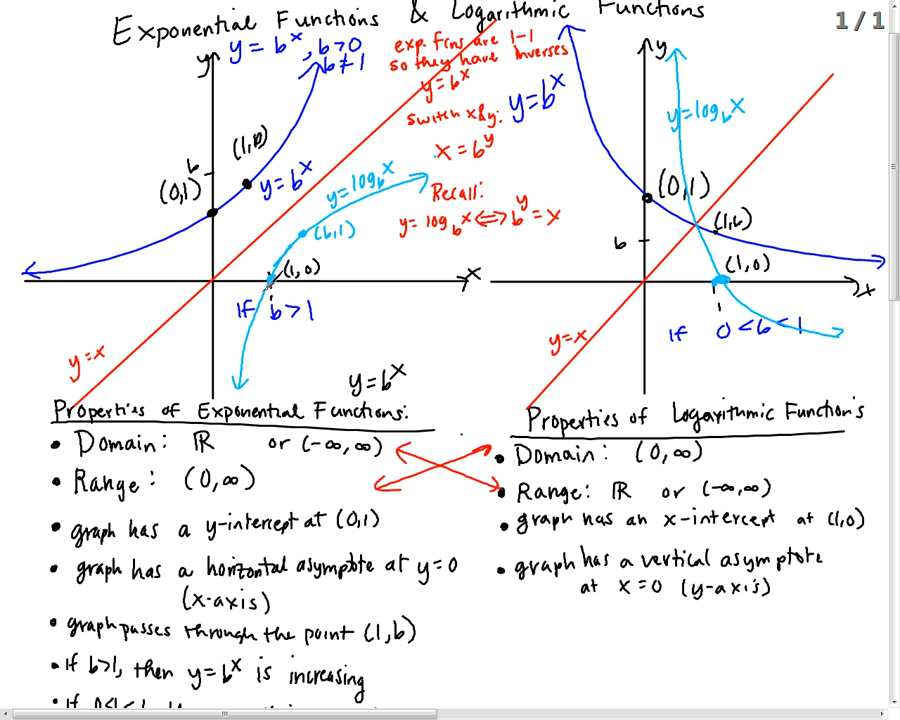 Exponential Functions & Logarithmic Functions
1 / 1
y = b^x, b>0
b≠1
exp. fcns are 1-1
so they have inverses
y=b^x
switch x&y:
x = b^y
Recall:
y = log_b x ⟺ b^y = x
y
b
(1,b)
(0,1)
y=b^x
y=log_b x
(b,1)
(1,0)
x
If b>1
y=x
y=b^x
y
y=log_b x
(0,1)
(1,b)
b
(1,0)
x
y=x
If 0<b<1
y=b^x
Properties of Exponential Functions:
• Domain: ℝ or (-∞,∞)
• Range: (0,∞)
• graph has a y-intercept at (0,1)
• graph has a horizontal asymptote at y=0
(x-axis)
• graph passes through the point (1,b)
• If b>1, then y=b^x is increasing
Properties of Logarithmic Function's
• Domain: (0,∞)
• Range: ℝ or (-∞,∞)
• graph has an x-intercept at (1,0)
• graph has a vertical asymptote
at x=0 (y-axis)